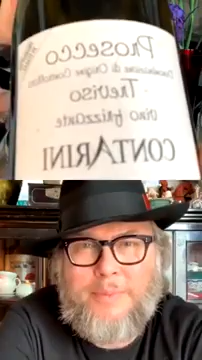 Prosecco
Denominazione di Origine Controllata
Treviso
vino frizzante
CONTARINI